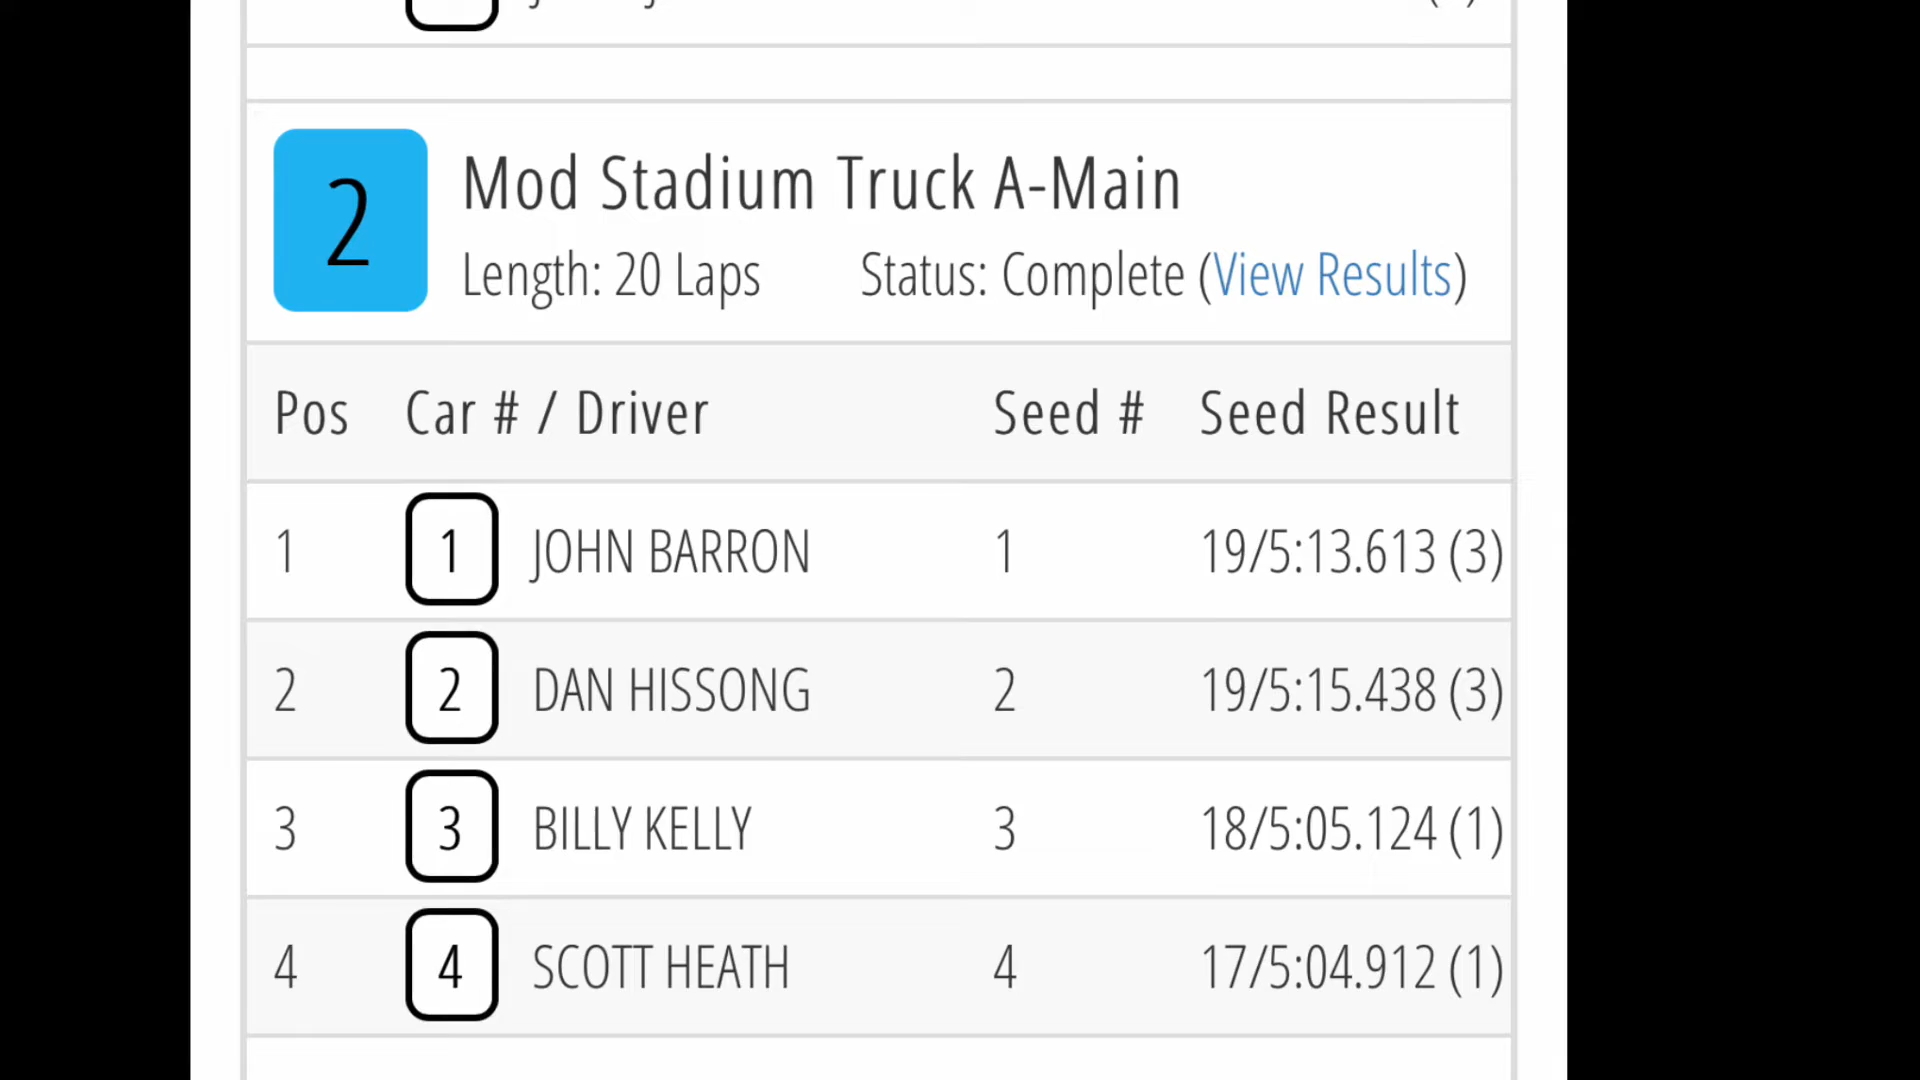 2
Mod Stadium Truck A-Main
Length: 20 Laps Status: Complete (View Results)
Pos Car # / Driver Seed # Seed Result
1 1 JOHN BARRON 1 19/5:13.613 (3)
2 2 DAN HISSONG 2 19/5:15.438 (3)
3 3 BILLY KELLY 3 18/5:05.124 (1)
4 4 SCOTT HEATH 4 17/5:04.912 (1)